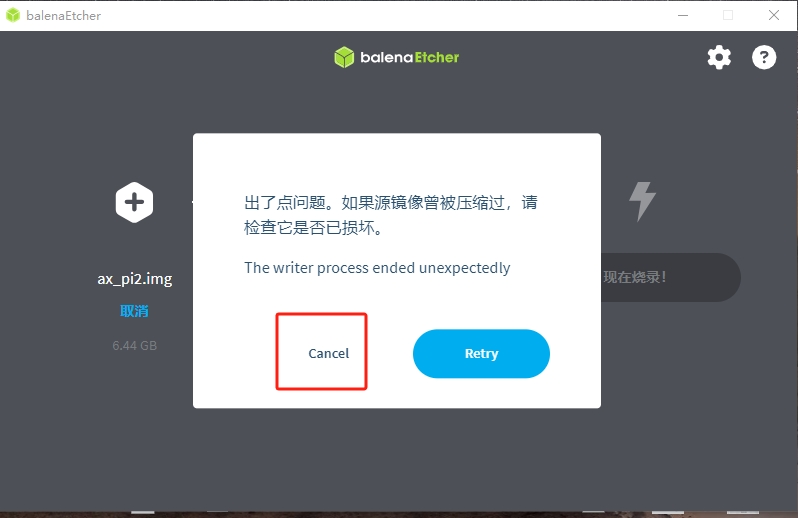 balenaEtcher
balenaEtcher
出了点问题。如果源镜像曾被压缩过，请
检查它是否已损坏。
The writer process ended unexpectedly
ax_pi2.img
取消
6.44 GB
现在烧录！
Cancel
Retry